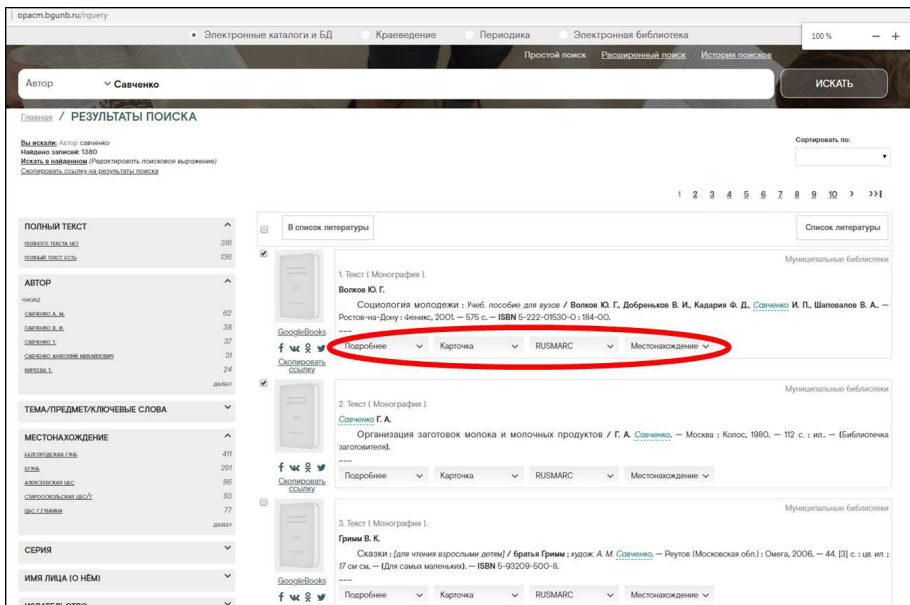 opacm.bgunb.ru/rquery
Электронные каталоги и БД Краеведение Периодика Электронная библиотека
100 % − +
Простой поиск Расширенный поиск История поисков
Автор Савченко ИСКАТЬ
Главная / РЕЗУЛЬТАТЫ ПОИСКА
Вы искали: Автор савченко
Найдено записей: 1380
Искать в найденном (Редактировать поисковое выражение)
Скопировать ссылку на результаты поиска
Сортировать по:
1 2 3 4 5 6 7 8 9 10 > >>|
ПОЛНЫЙ ТЕКСТ
ПОЛНОГО ТЕКСТА НЕТ 316
ПОЛНЫЙ ТЕКСТ ЕСТЬ 136
АВТОР
<НАЗАД
САВЧЕНКО А. М. 62
САВЧЕНКО В. И. 38
САВЧЕНКО Т. 37
САВЧЕНКО АНАТОЛИЙ МИХАЙЛОВИЧ 31
КИРЕЕВА Т. 24
ДАЛЕЕ>
ТЕМА/ПРЕДМЕТ/КЛЮЧЕВЫЕ СЛОВА
МЕСТОНАХОЖДЕНИЕ
БЕЛГОРОДСКАЯ ГУНБ 411
БГУНБ 291
АЛЕКСЕЕВСКАЯ ЦБС 86
СТАРООСКОЛЬСКАЯ ЦБС/Г 83
ЦБС Г.ГУБКИНА 77
ДАЛЕЕ>
СЕРИЯ
ИМЯ ЛИЦА (О НЁМ)
ИЗДАТЕЛЬСТВО
В список литературы Список литературы
Муниципальные библиотеки
1. Текст ( Монография ).
Волков Ю. Г.
Социология молодежи : Учеб. пособие для вузов / Волков Ю. Г., Добреньков В. И., Кадария Ф. Д., Савченко И. П., Шаповалов В. А.. —
Ростов-на-Дону : Феникс, 2001. — 575 с. — ISBN 5-222-01530-0 : 184-00.
---
GoogleBooks
Скопировать
ссылку
Подробнее Карточка RUSMARC Местонахождение
Муниципальные библиотеки
2. Текст ( Монография ).
Савченко Г. А.
Организация заготовок молока и молочных продуктов / Г. А. Савченко. — Москва : Колос, 1980. — 112 с. : ил.. — (Библиотечка
заготовителя).
---
Скопировать
ссылку
Подробнее Карточка RUSMARC Местонахождение
Муниципальные библиотеки
3. Текст ( Монография ).
Гримм В. К.
Сказки : [для чтения взрослыми детям] / братья Гримм ; худож. А. М. Савченко. — Реутов (Московская обл.) : Омега, 2006. — 44, [3] с. : цв. ил. ;
17 см см. — (Для самых маленьких). — ISBN 5-93209-500-8.
---
GoogleBooks
Подробнее Карточка RUSMARC Местонахождение